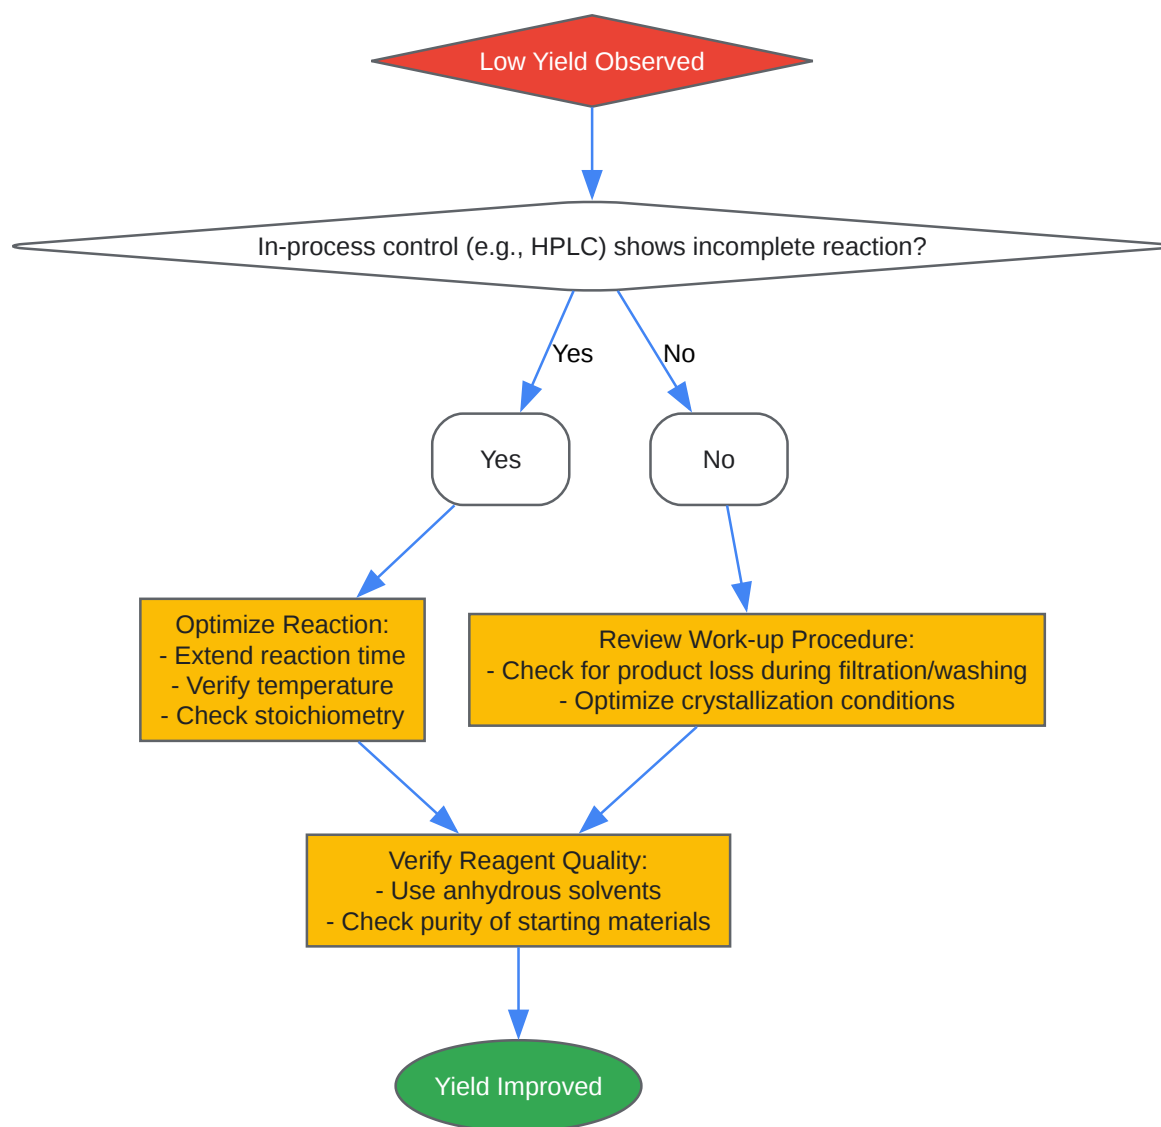 Low Yield Observed
In-process control (e.g., HPLC) shows incomplete reaction?
Yes
No
Yes
No
Optimize Reaction:
- Extend reaction time
- Verify temperature
- Check stoichiometry
Review Work-up Procedure:
- Check for product loss during filtration/washing
- Optimize crystallization conditions
Verify Reagent Quality:
- Use anhydrous solvents
- Check purity of starting materials
Yield Improved